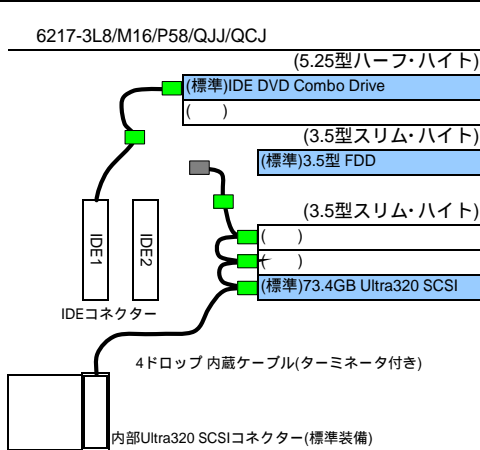 6217-3L8/M16/P58/QJJ/QCJ
(5.25型ハーフ・ハイト)
(標準)IDE DVD Combo Drive
(　)
(3.5型スリム・ハイト)
(標準)3.5型 FDD
(3.5型スリム・ハイト)
(　)
(　)
(標準)73.4GB Ultra320 SCSI
IDE1
IDE2
IDEコネクター
4ドロップ 内蔵ケーブル(ターミネータ付き)
内部Ultra320 SCSIコネクター(標準装備)